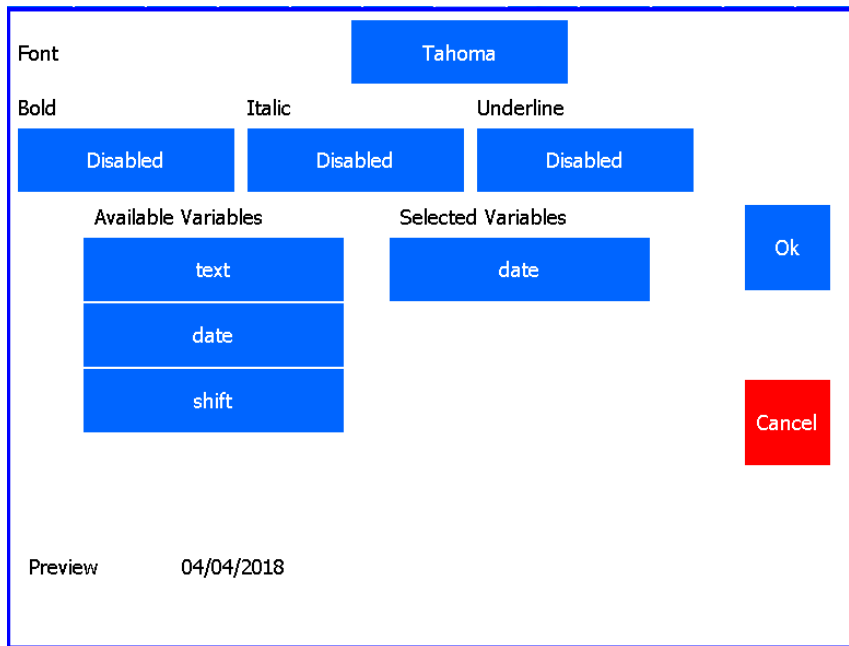 Font Tahoma
Bold Italic Underline
Disabled Disabled Disabled
Available Variables Selected Variables
text date
Ok
date
shift
Cancel
Preview 04/04/2018